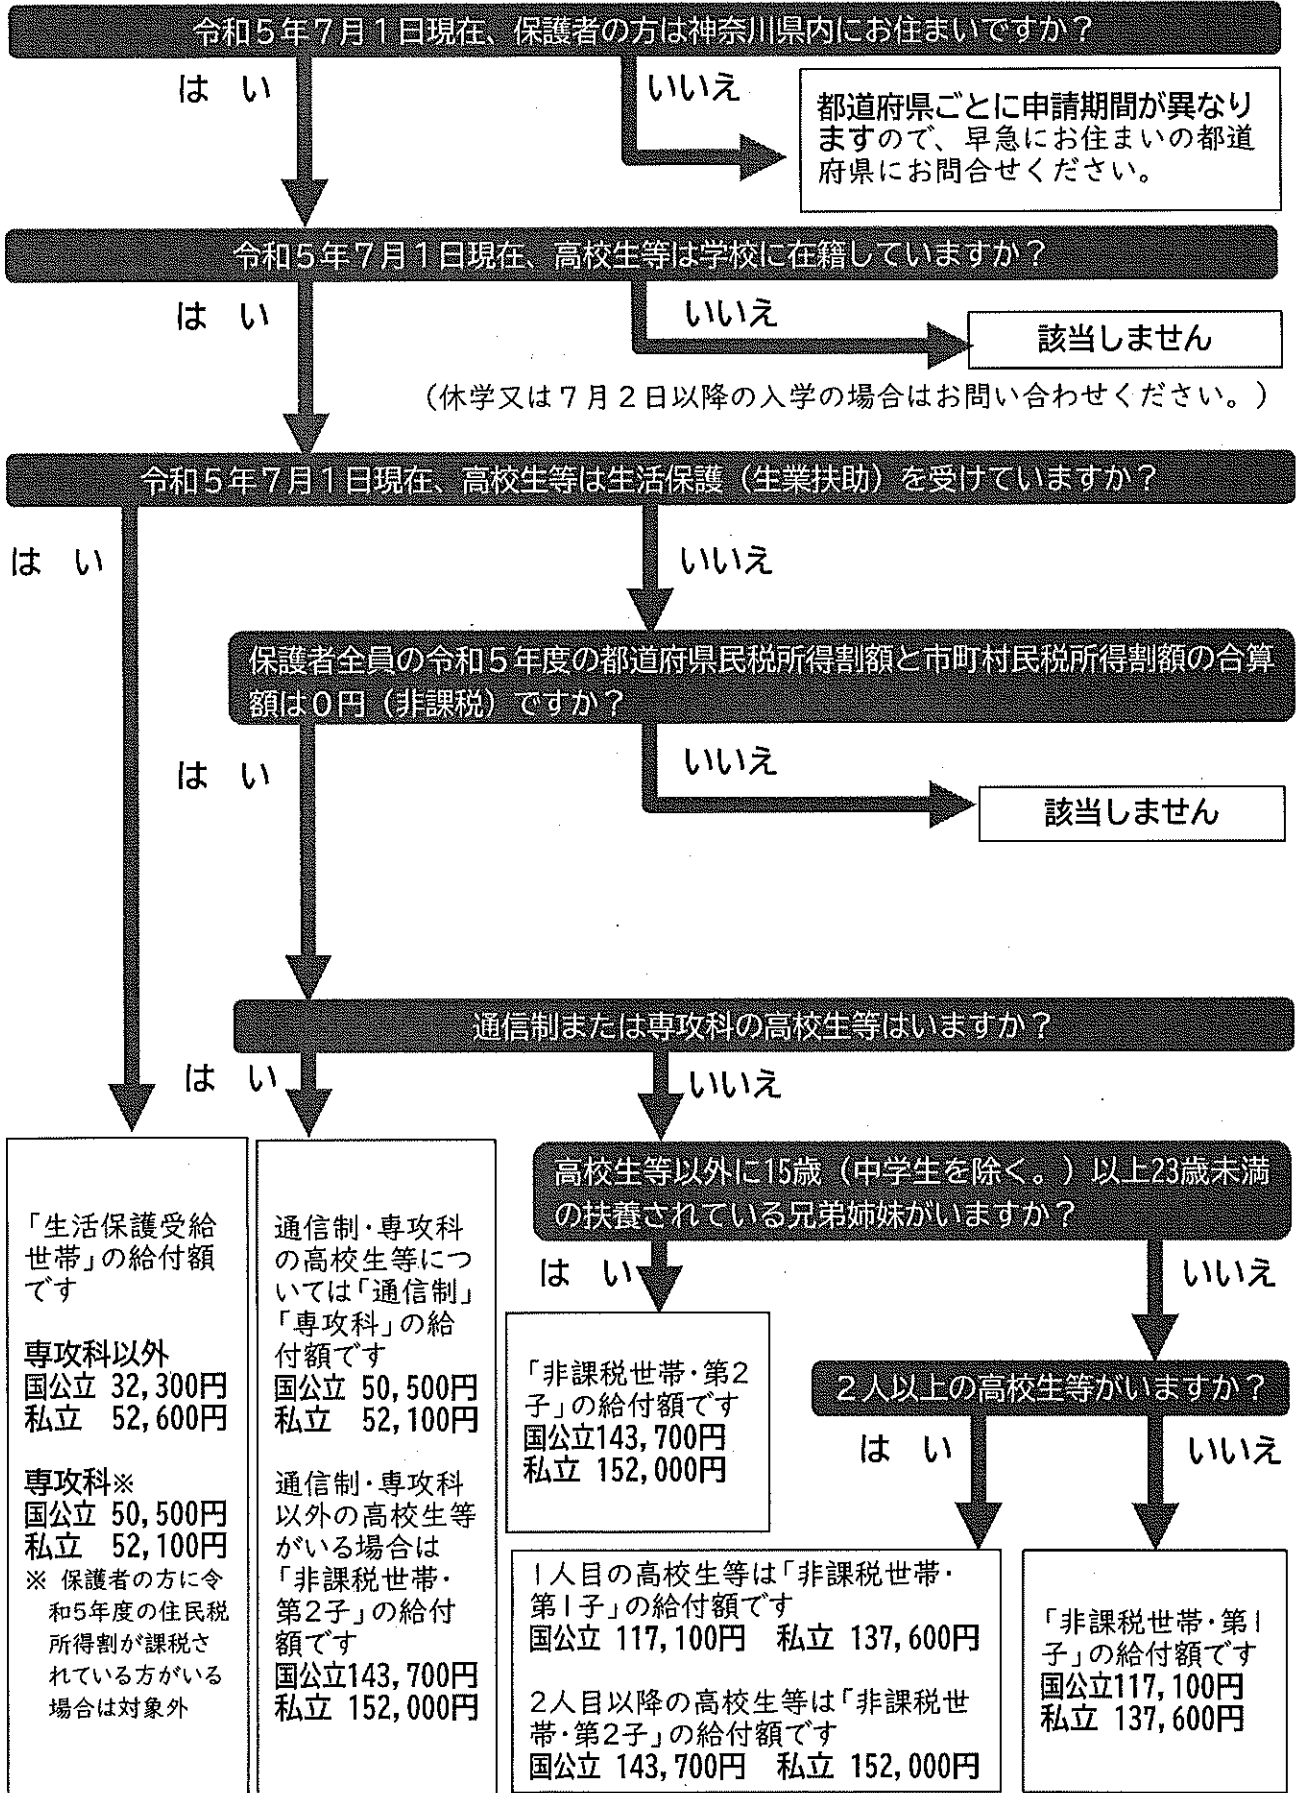 令和5年7月1日現在、保護者の方は神奈川県内にお住まいですか？
は い
いいえ
都道府県ごとに申請期間が異なり
ますので、早急にお住まいの都道
府県にお問合せください。
令和5年7月1日現在、高校生等は学校に在籍していますか？
は い
いいえ
該当しません
（休学又は7月2日以降の入学の場合はお問い合わせください。）
令和5年7月1日現在、高校生等は生活保護（生業扶助）を受けていますか？
は い
いいえ
保護者全員の令和5年度の都道府県民税所得割額と市町村民税所得割額の合算
額は0円（非課税）ですか？
は い
いいえ
該当しません
通信制または専攻科の高校生等はいますか？
は い
いいえ
「生活保護受給
世帯」の給付額
です
専攻科以外
国公立 32,300円
私立 52,600円
専攻科※
国公立 50,500円
私立 52,100円
※ 保護者の方に令
和5年度の住民税
所得割が課税さ
れている方がいる
場合は対象外
通信制・専攻科
の高校生等につ
いては「通信制」
「専攻科」の給
付額です
国公立 50,500円
私立 52,100円
通信制・専攻科
以外の高校生等
がいる場合は
「非課税世帯・
第2子」の給付
額です
国公立143,700円
私立 152,000円
高校生等以外に15歳（中学生を除く。）以上23歳未満
の扶養されている兄弟姉妹がいますか？
は い
いいえ
「非課税世帯・第2
子」の給付額です
国公立143,700円
私立 152,000円
2人以上の高校生等がいますか？
は い
いいえ
1人目の高校生等は「非課税世帯・
第1子」の給付額です
国公立 117,100円 私立 137,600円
2人目以降の高校生等は「非課税世
帯・第2子」の給付額です
国公立 143,700円 私立 152,000円
「非課税世帯・第1
子」の給付額です
国公立117,100円
私立 137,600円